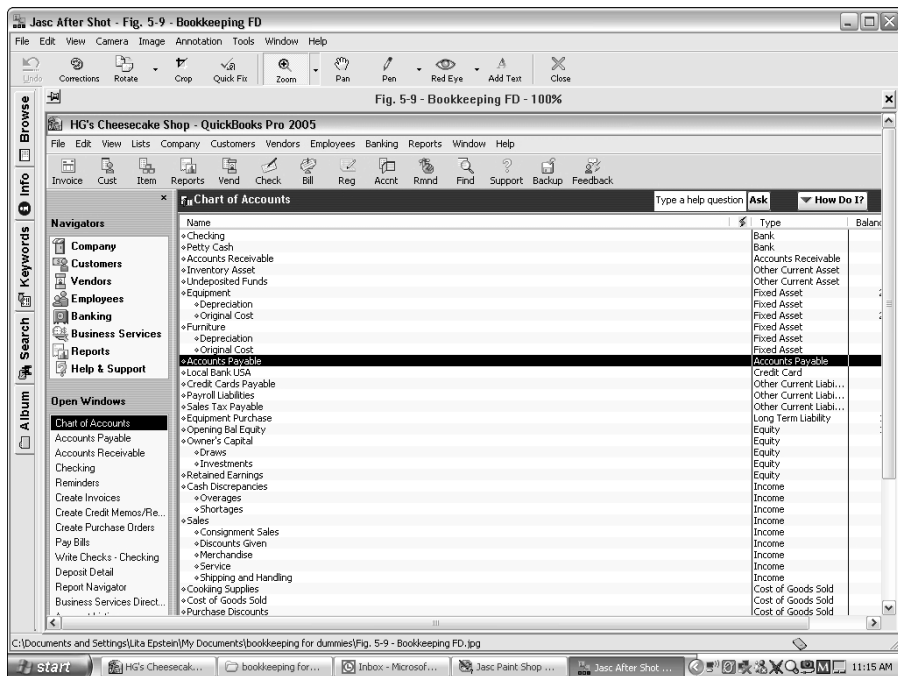 Jasc After Shot - Fig. 5-9 - Bookkeeping FD
File Edit View Camera Image Annotation Tools Window Help
Undo Corrections Rotate Crop Quick Fix Zoom Pan Pen Red Eye Add Text Close
Fig. 5-9 - Bookkeeping FD - 100%
Browse
Info
Keywords
Search
Album
HG's Cheesecake Shop - QuickBooks Pro 2005
File Edit View Lists Company Customers Vendors Employees Banking Reports Window Help
Invoice Cust Item Reports Vend Check Bill Reg Accnt Rmnd Find Support Backup Feedback
Navigators
Company
Customers
Vendors
Employees
Banking
Business Services
Reports
Help & Support
Open Windows
Chart of Accounts
Accounts Payable
Accounts Receivable
Checking
Reminders
Create Invoices
Create Credit Memos/Re...
Create Purchase Orders
Pay Bills
Write Checks - Checking
Deposit Detail
Report Navigator
Business Services Direct...
Chart of Accounts Type a help question Ask How Do I?
Name Type Balanc
Checking Bank
Petty Cash Bank
Accounts Receivable Accounts Receivable
Inventory Asset Other Current Asset
Undeposited Funds Other Current Asset
Equipment Fixed Asset
Depreciation Fixed Asset
Original Cost Fixed Asset
Furniture Fixed Asset
Depreciation Fixed Asset
Original Cost Fixed Asset
Accounts Payable Accounts Payable
Local Bank USA Credit Card
Credit Cards Payable Other Current Liabi...
Payroll Liabilities Other Current Liabi...
Sales Tax Payable Other Current Liabi...
Equipment Purchase Long Term Liability
Opening Bal Equity Equity
Owner's Capital Equity
Draws Equity
Investments Equity
Retained Earnings Equity
Cash Discrepancies Income
Overages Income
Shortages Income
Sales Income
Consignment Sales Income
Discounts Given Income
Merchandise Income
Service Income
Shipping and Handling Income
Cookiing Supplies Cost of Goods Sold
Cost of Goods Sold Cost of Goods Sold
Purchase Discounts Cost of Goods Sold
C:\Documents and Settings\Lita Epstein\My Documents\bookkeeping for dummies\Fig. 5-9 - Bookkeeping FD.jpg
start HG's Cheesecak... bookkeeping for... Inbox - Microsof... Jasc Paint Shop ... Jasc After Shot ... 11:15 AM